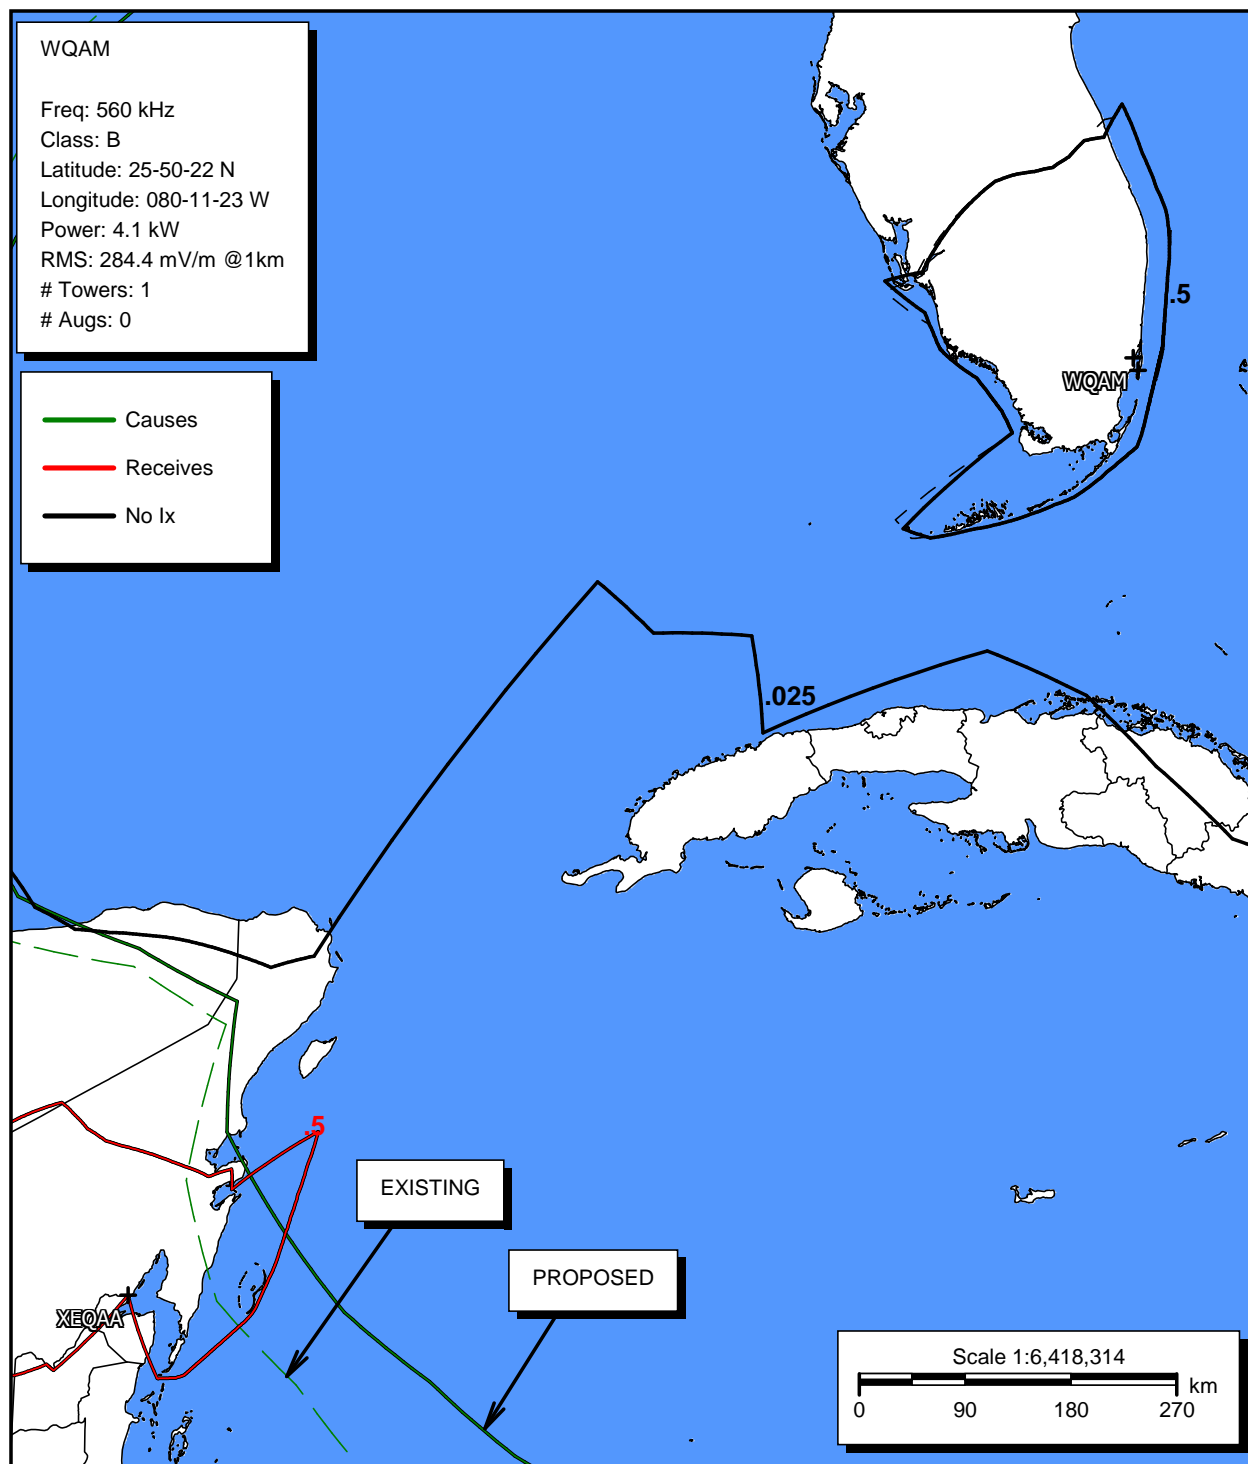 WQAM
Freq: 560 kHz
Class: B
Latitude: 25-50-22 N
Longitude: 080-11-23 W
Power: 4.1 kW
RMS: 284.4 mV/m @1km
# Towers: 1
# Augs: 0
Causes
Receives
No Ix
.5
WQAM
.025
.5
EXISTING
PROPOSED
XEQAA
Scale 1:6,418,314
km
0 90 180 270